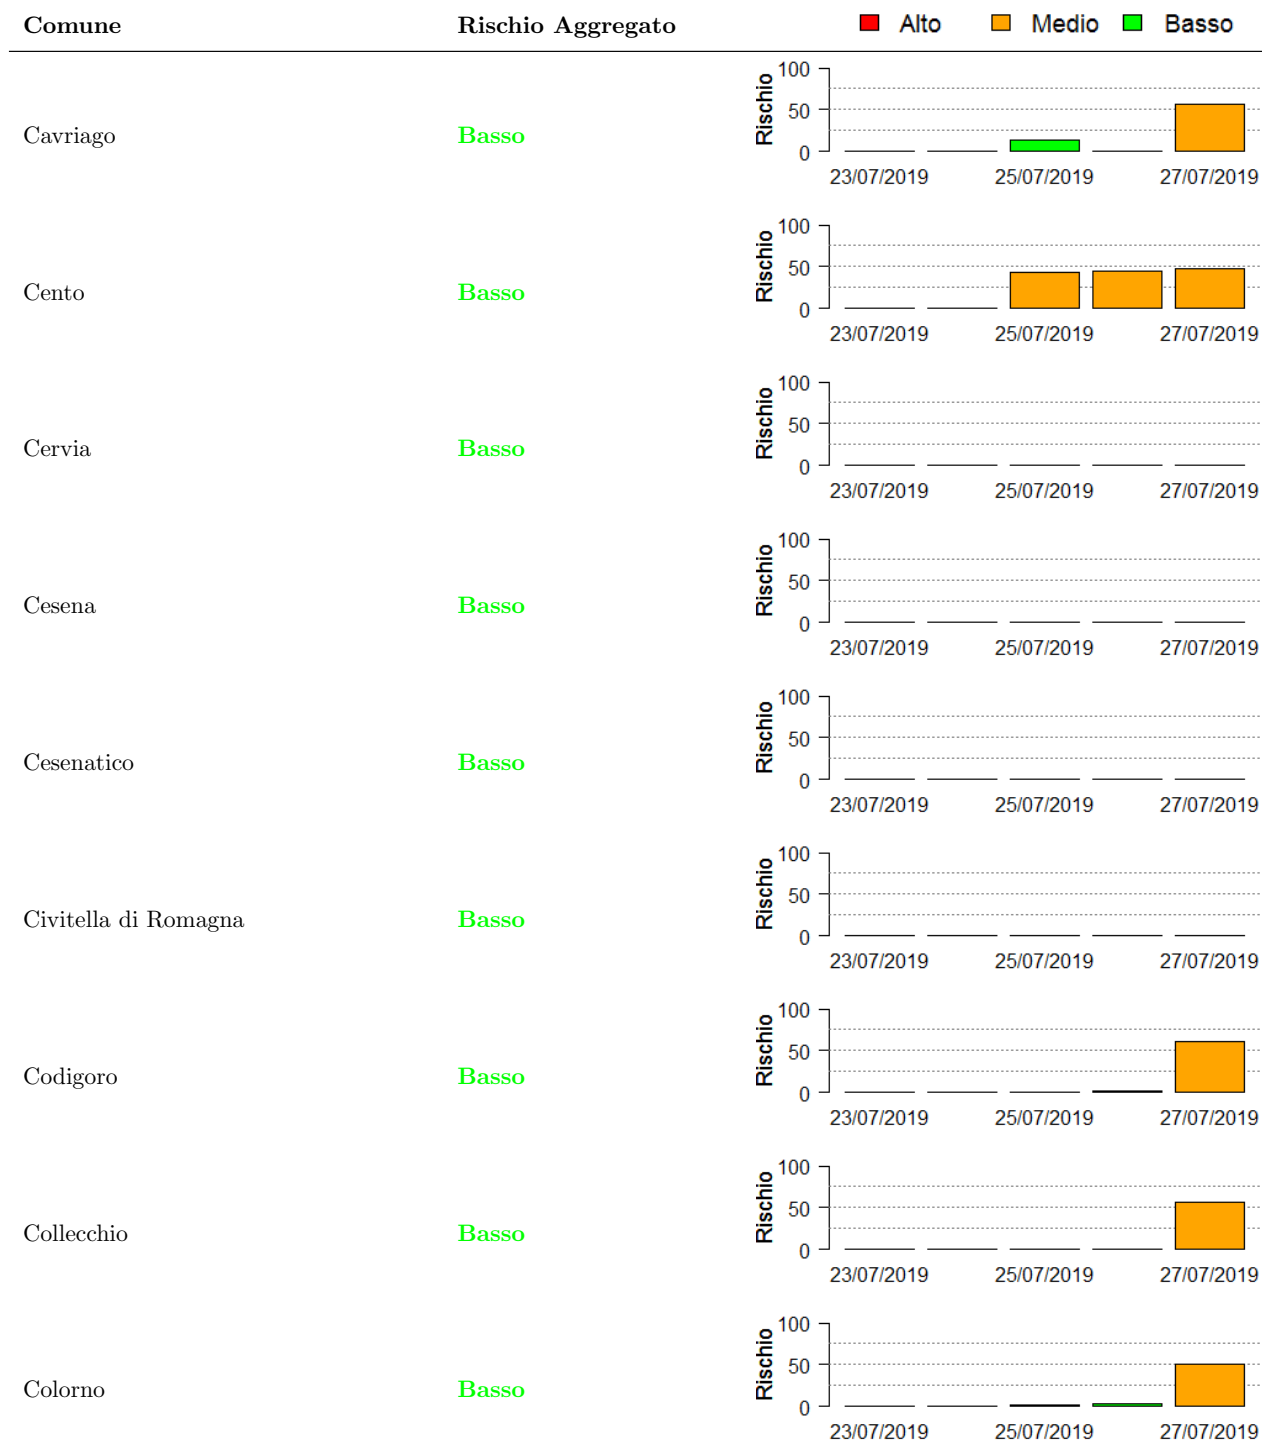 Comune Rischio Aggregato Alto Medio Basso
Cavriago Basso Rischio 100 50 0
23/07/2019 25/07/2019 27/07/2019
Cento Basso Rischio 100 50 0
23/07/2019 25/07/2019 27/07/2019
Cervia Basso Rischio 100 50 0
23/07/2019 25/07/2019 27/07/2019
Cesena Basso Rischio 100 50 0
23/07/2019 25/07/2019 27/07/2019
Cesenatico Basso Rischio 100 50 0
23/07/2019 25/07/2019 27/07/2019
Civitella di Romagna Basso Rischio 100 50 0
23/07/2019 25/07/2019 27/07/2019
Codigoro Basso Rischio 100 50 0
23/07/2019 25/07/2019 27/07/2019
Collecchio Basso Rischio 100 50 0
23/07/2019 25/07/2019 27/07/2019
Colorno Basso Rischio 100 50 0
23/07/2019 25/07/2019 27/07/2019